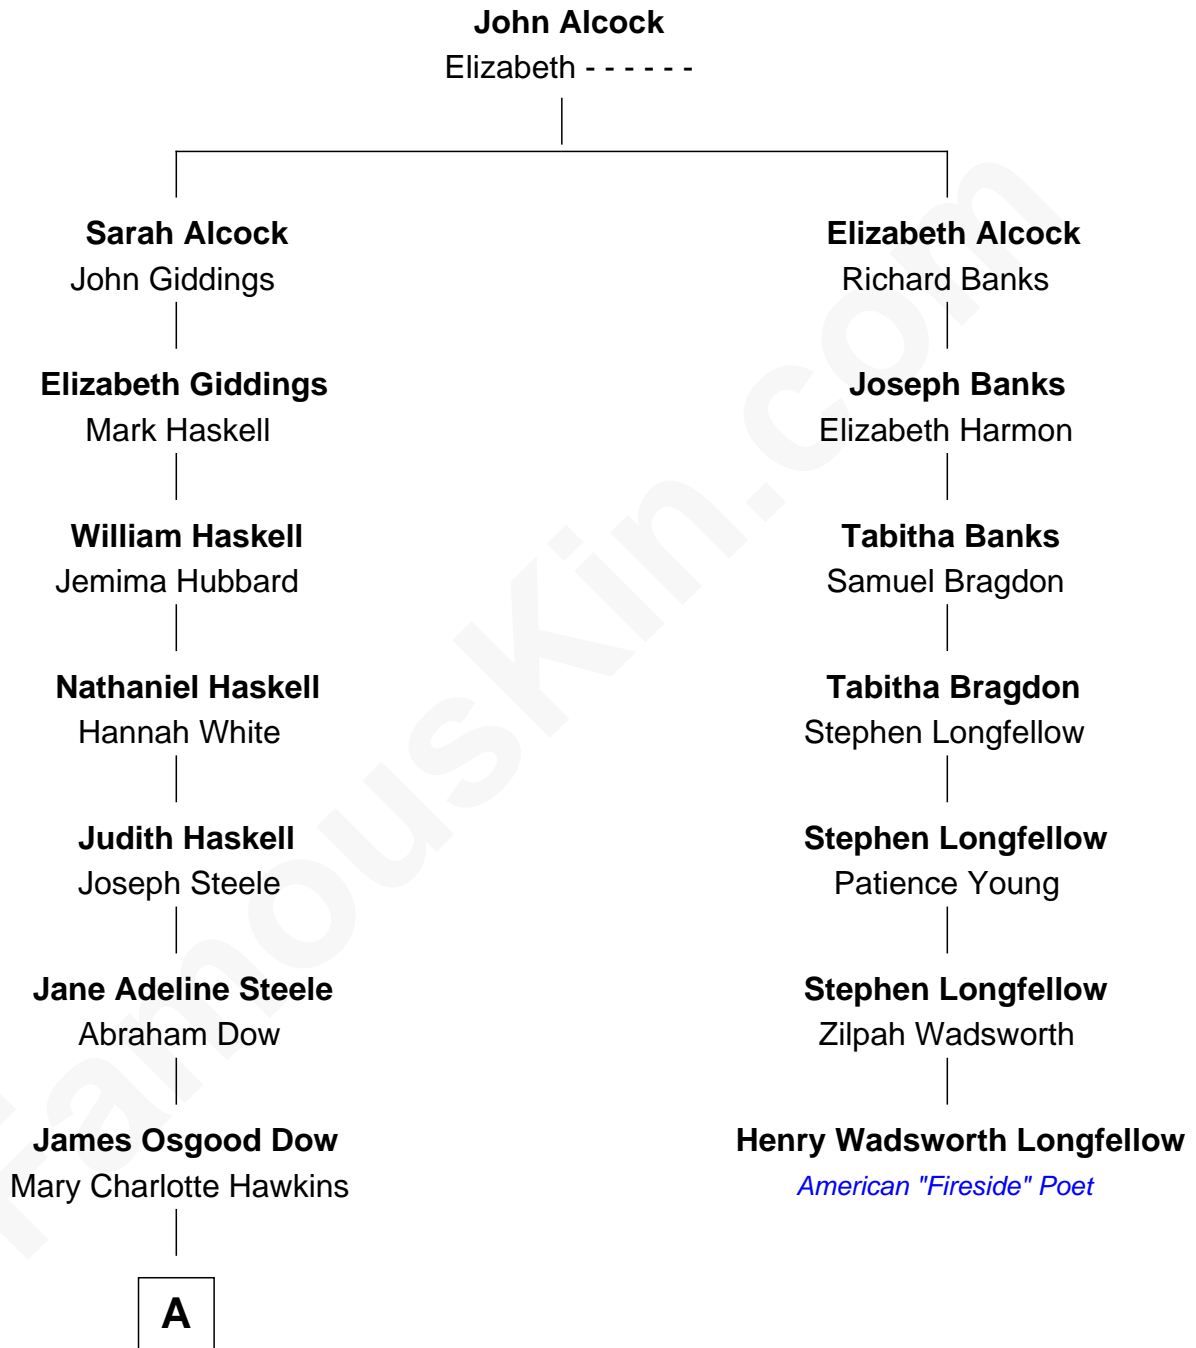 John Alcock
Elizabeth - - - - - -
Sarah Alcock
John Giddings
Elizabeth Giddings
Mark Haskell
William Haskell
Jemima Hubbard
Nathaniel Haskell
Hannah White
Judith Haskell
Joseph Steele
Jane Adeline Steele
Abraham Dow
James Osgood Dow
Mary Charlotte Hawkins
A
Elizabeth Alcock
Richard Banks
Joseph Banks
Elizabeth Harmon
Tabitha Banks
Samuel Bragdon
Tabitha Bragdon
Stephen Longfellow
Stephen Longfellow
Patience Young
Stephen Longfellow
Zilpah Wadsworth
Henry Wadsworth Longfellow
American "Fireside" Poet
FamousKin.com